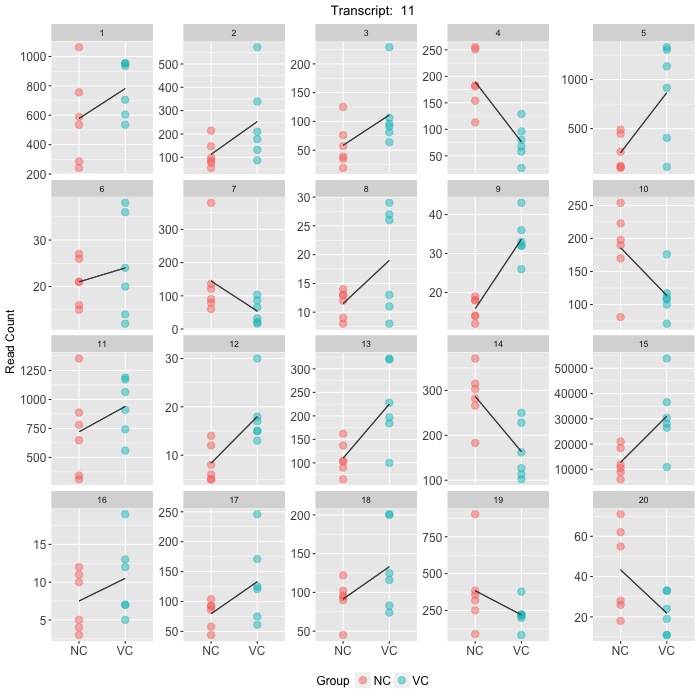 Transcript: 11
1 2 3 4 5
1000 800 600 400 200
500 400 300 200 100
200 150 100 50
250 200 150 100 50
1000 500
6 7 8 9 10
30 20
300 200 100 0
30 25 20 15 10
40 30 20
250 200 150 100
Read Count
11 12 13 14 15
1250 1000 750 500
30 20 10
300 250 200 150 100
300 200 100
50000 40000 30000 20000 10000
16 17 18 19 20
15 10 5
250 200 150 100 50
200 150 100 50
750 500 250
60 40 20
NC VC NC VC NC VC NC VC NC VC
Group NC VC